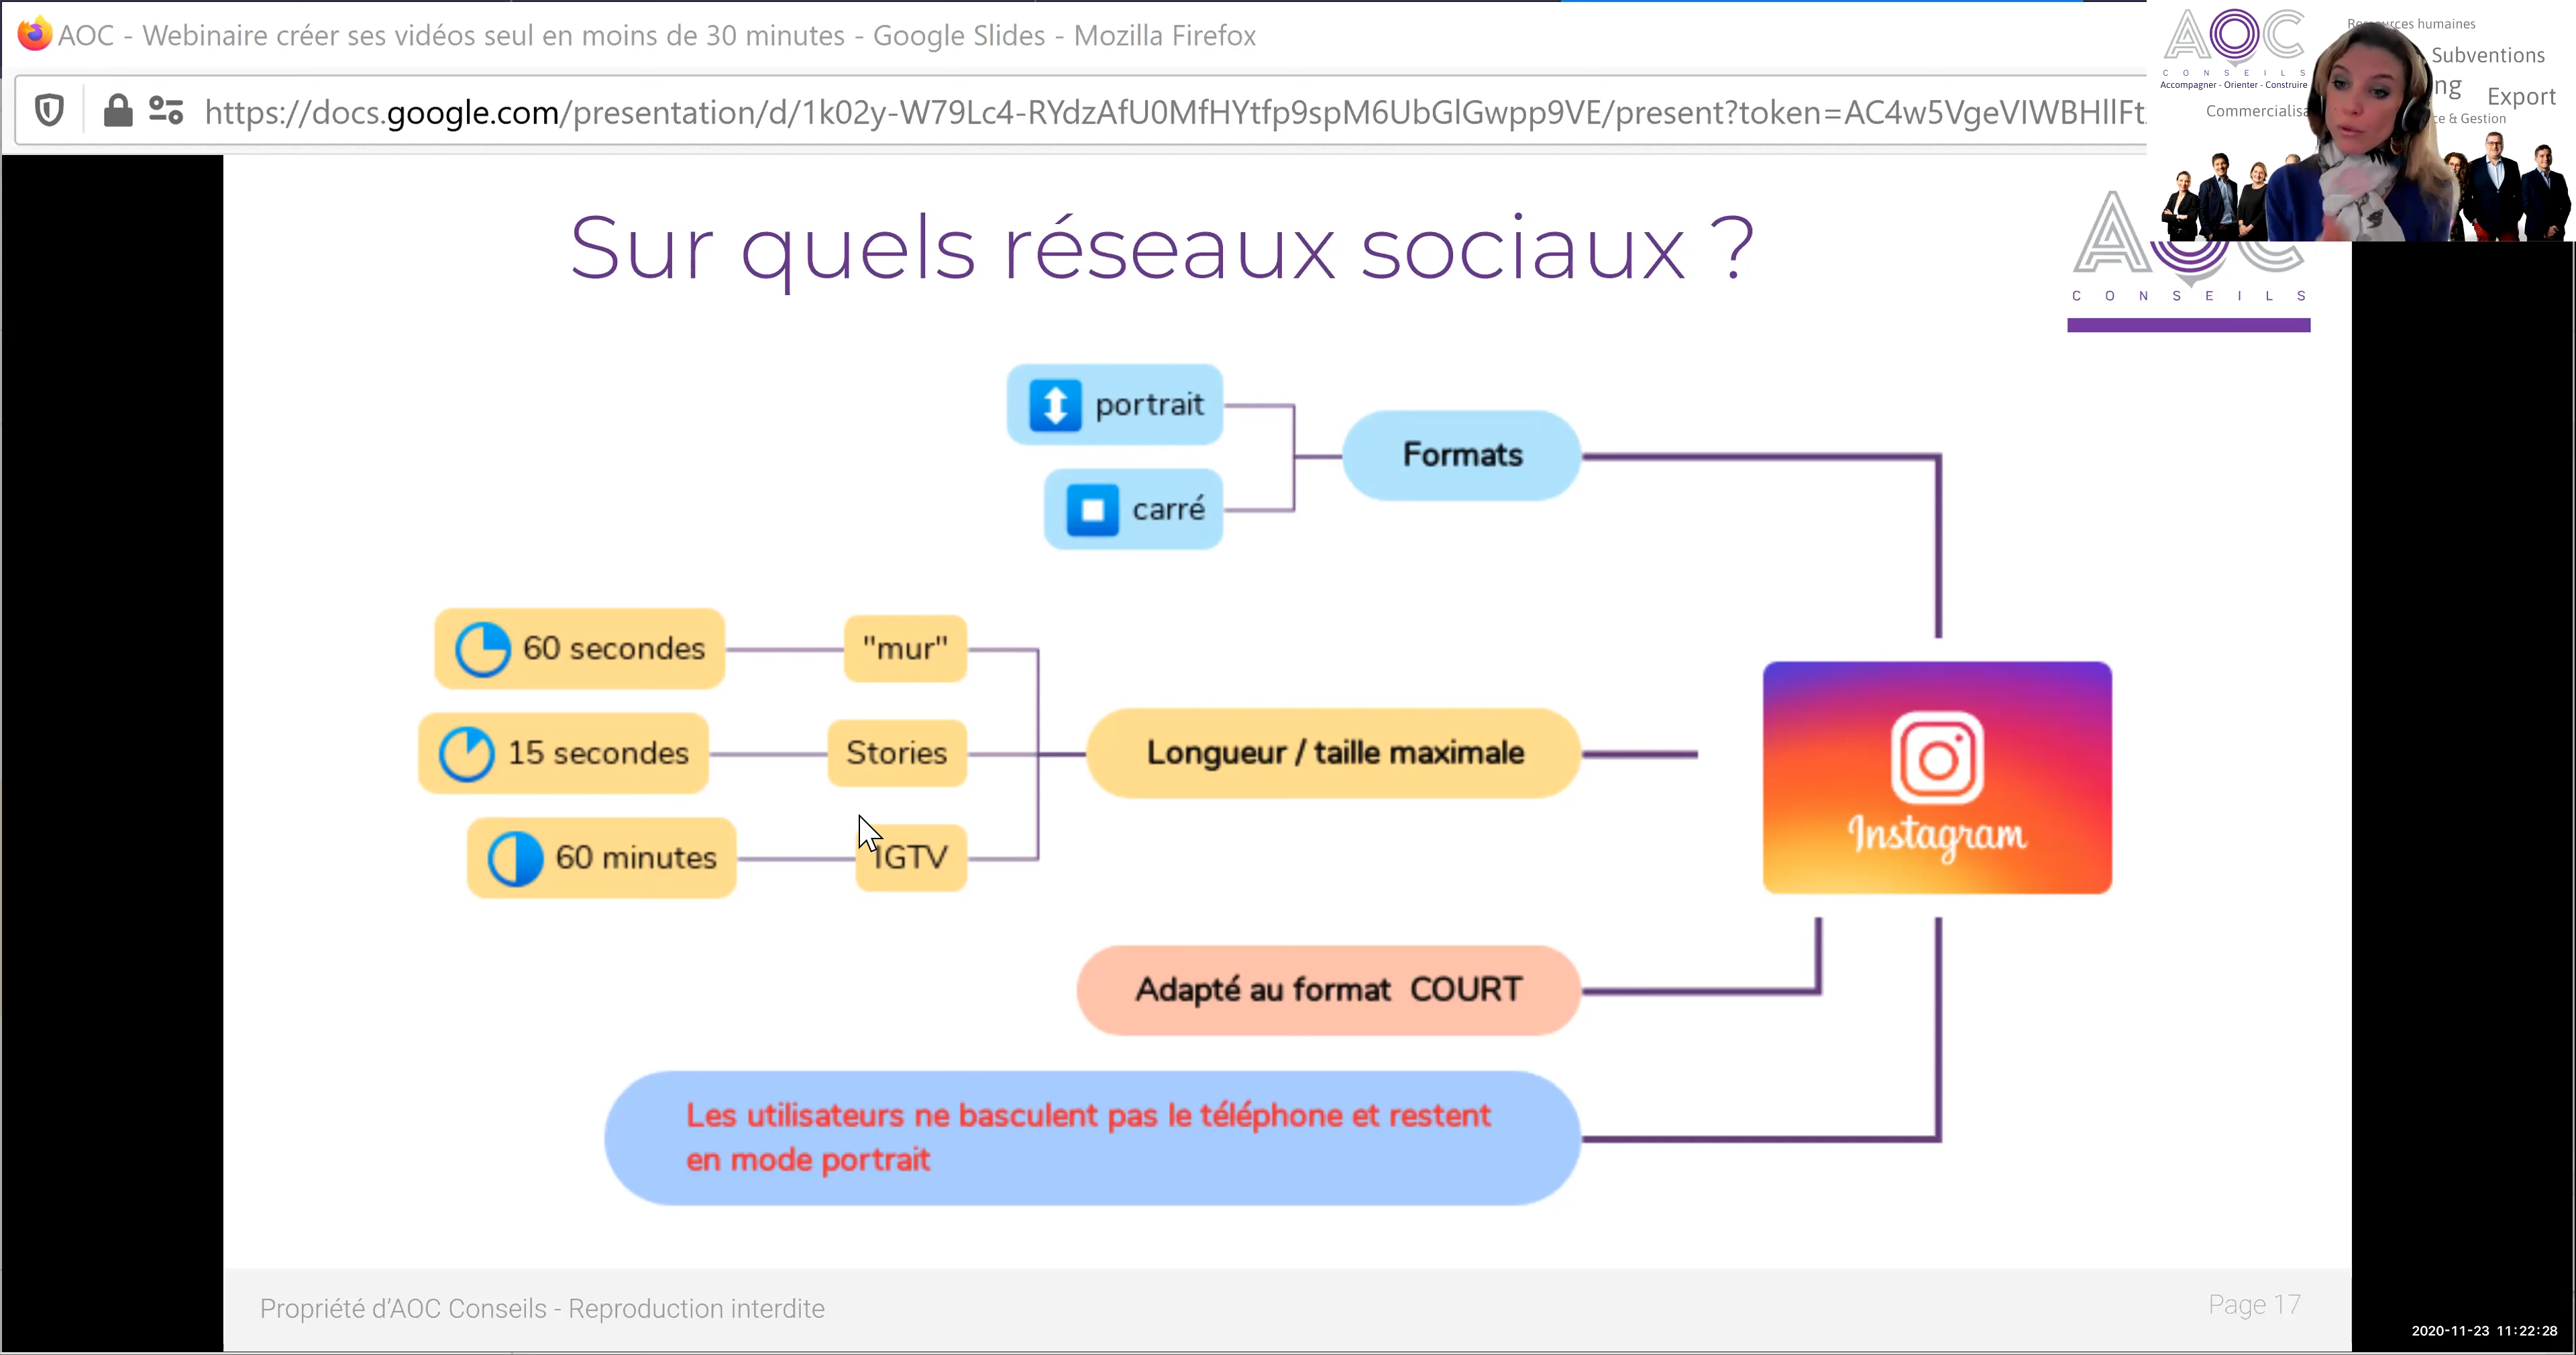 AOC - Webinaire créer ses vidéos seul en moins de 30 minutes - Google Slides - Mozilla Firefox
https://docs.google.com/presentation/d/1k02y-W79Lc4-RYdzAfU0MfHYtfp9spM6UbGlGwpp9VE/present?token=AC4w5VgeVIWBHllFt
AOC
CONSEILS
Accompagner - Orienter - Construire
humaines
Subventions
Export
& Gestion
Sur quels réseaux sociaux ?
AOC
CONSEILS
portrait
carré
Formats
60 secondes
"mur"
15 secondes
Stories
60 minutes
IGTV
Longueur / taille maximale
Instagram
Adapté au format COURT
Les utilisateurs ne basculent pas le téléphone et restent
en mode portrait
Propriété d'AOC Conseils - Reproduction interdite
Page 17
2020-11-23 11:22:28